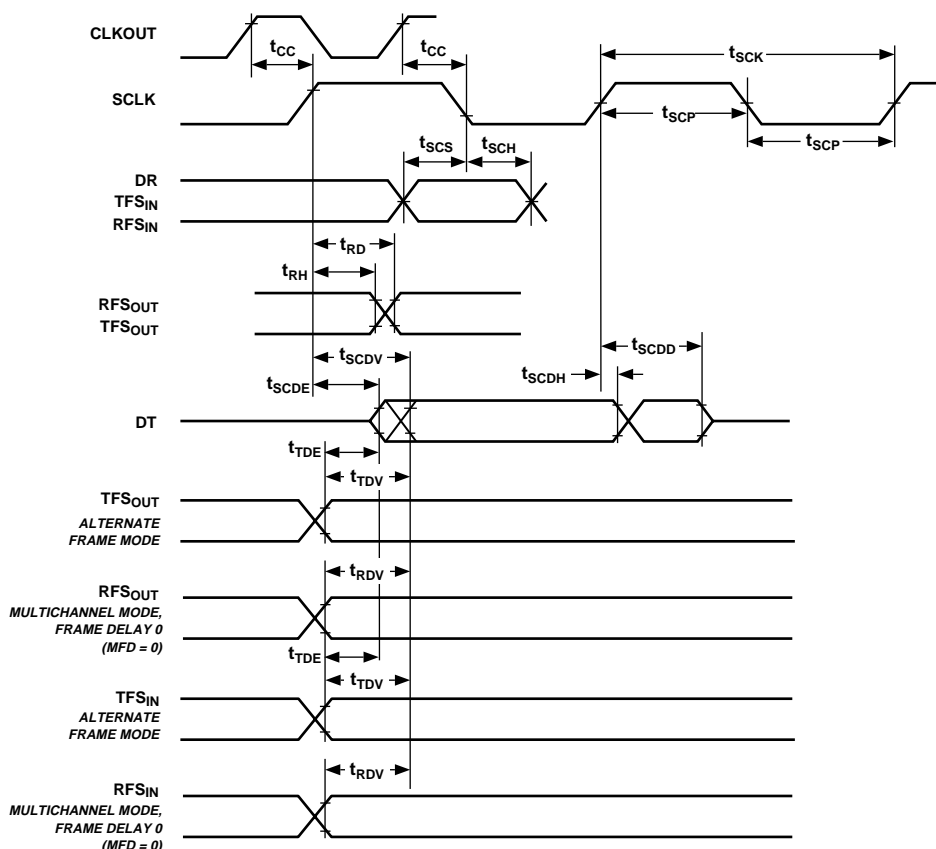 CLKOUT
tCC
tCC
tSCK
SCLK
tSCP
tSCP
tSCS
tSCH
DR
TFSIN
RFSIN
tRD
tRH
RFSOUT
TFSOUT
tSCDV
tSCDD
tSCDE
tSCDH
DT
tTDE
tTDV
TFSOUT
ALTERNATE
FRAME MODE
tRDV
RFSOUT
MULTICHANNEL MODE,
FRAME DELAY 0
(MFD = 0)
tTDE
tTDV
TFSIN
ALTERNATE
FRAME MODE
tRDV
RFSIN
MULTICHANNEL MODE,
FRAME DELAY 0
(MFD = 0)